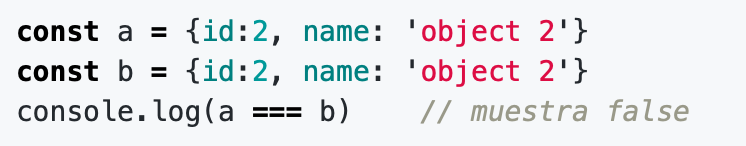 const a = {id:2, name: 'object 2'}
const b = {id:2, name: 'object 2'}
console.log(a === b)    // muestra false